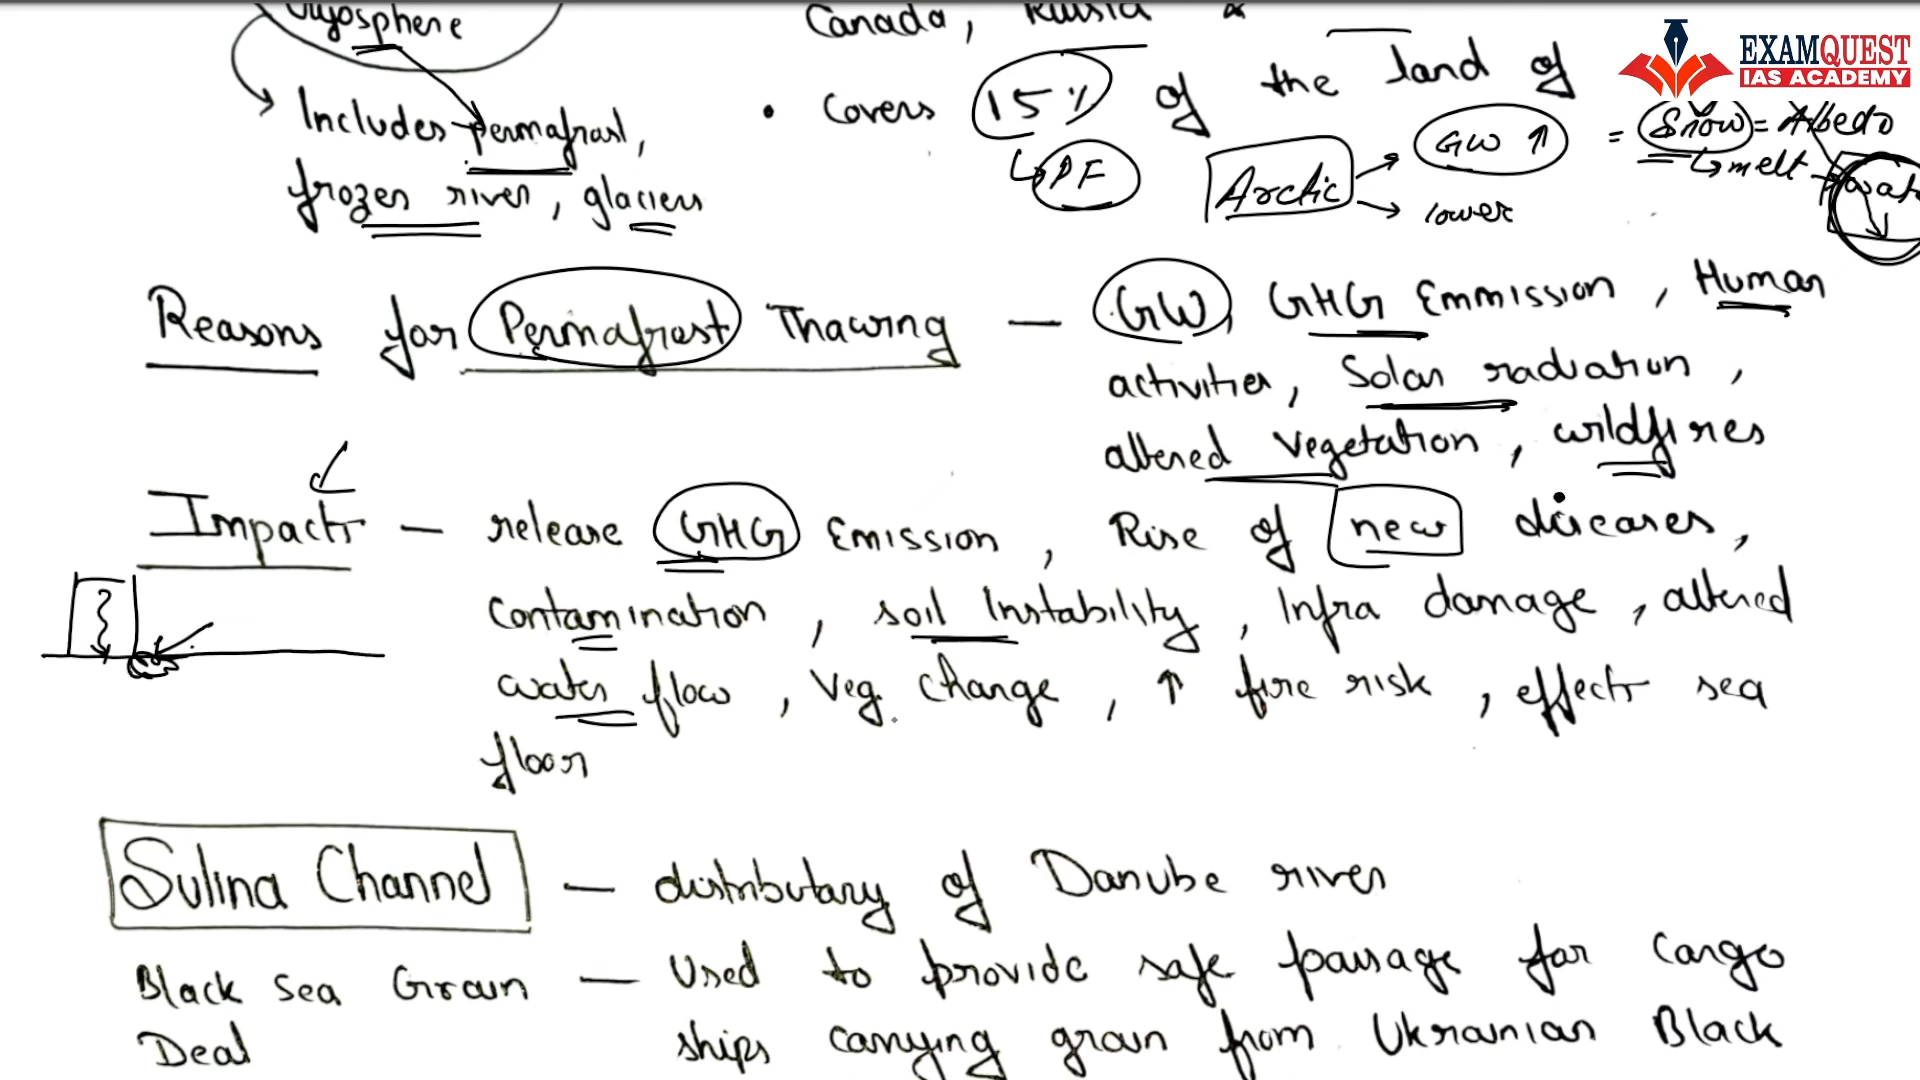 Cryosphere
Canada, Russia &
EXAMQUEST
IAS ACADEMY
Includes permafrost,
frozen river, glaciers
• Covers 15% of the land of
↳ PF
Arctic → GW ↑ = Snow = Albedo
↳ melt →
→ lower
Reasons for Permafrost Thawing — GW, GHG Emmission, Human
activities, Solar radiation,
altered vegetation, wildfires
Impacts — release GHG Emission, Rise of new diseases,
Contamination, soil Instability, Infra damage, altered
water flow, Veg. Change, ↑ fire risk, effects sea
floor
Sulina Channel — distributary of Danube river
Black Sea Grain — Used to provide safe passage for cargo
Deal ships carrying grain from Ukrainian Black